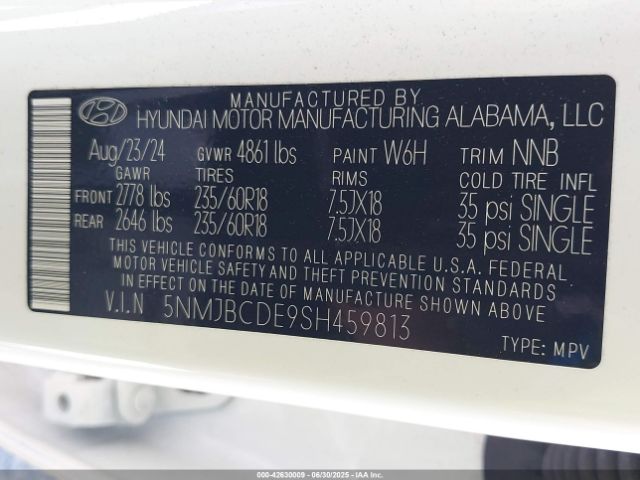 MANUFACTURED BY
HYUNDAI MOTOR MANUFACTURING ALABAMA, LLC
Aug/23/24 GVWR 4861 lbs PAINT W6H TRIM NNB
GAWR TIRES RIMS COLD TIRE INFL
FRONT 2778 lbs 235/60R18 7.5JX18 35 psi SINGLE
REAR 2646 lbs 235/60R18 7.5JX18 35 psi SINGLE
THIS VEHICLE CONFORMS TO ALL APPLICABLE U.S.A. FEDERAL
MOTOR VEHICLE SAFETY AND THEFT PREVENTION STANDARDS
IN EFFECT ON THE DATE OF MANUFACTURE SHOWN ABOVE.
V.I.N 5NMJBCDE9SH459813
TYPE: MPV
000-42630009 - 06/30/2025 - IAAI.COM